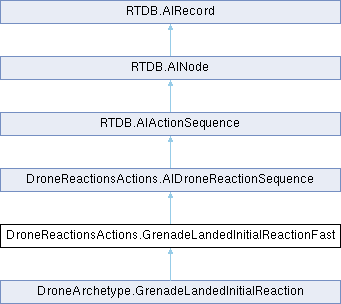 RTDB.AIRecord
RTDB.AINode
RTDB.AIActionSequence
DroneReactionsActions.AIDroneReactionSequence
DroneReactionsActions.GrenadeLandedInitialReactionFast
DroneArchetype.GrenadeLandedInitialReaction